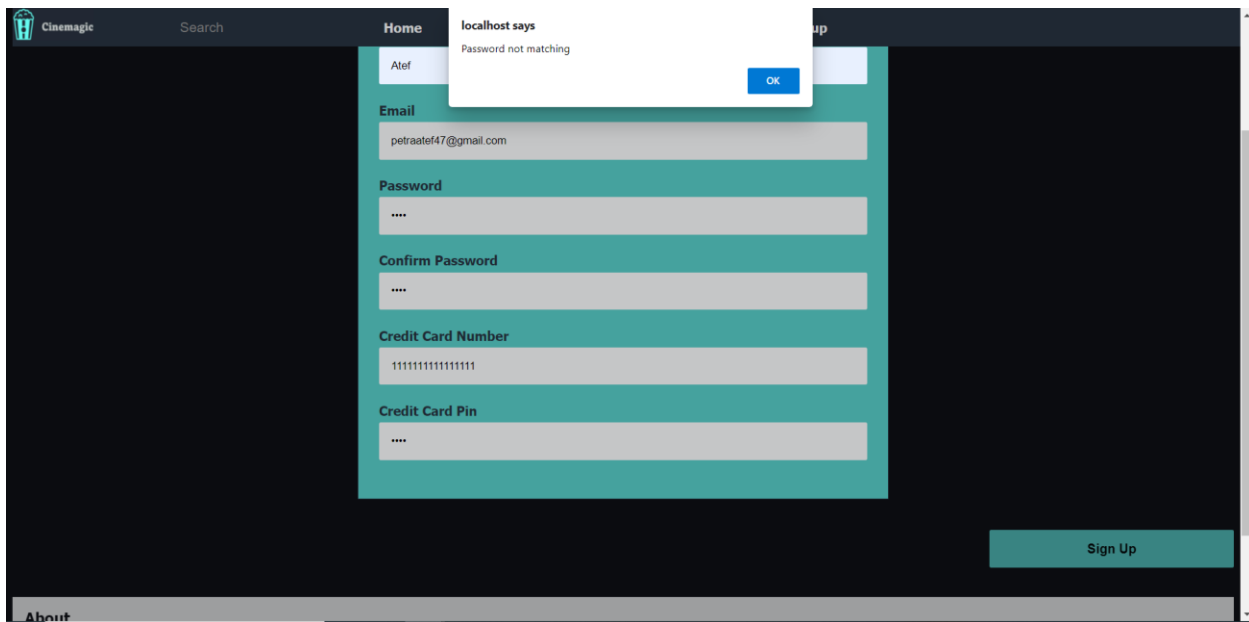 Cinemagic
Search
Home
up
localhost says
Password not matching
OK
Atef
Email
petraatef47@gmail.com
Password
••••
Confirm Password
••••
Credit Card Number
1111111111111111
Credit Card Pin
••••
Sign Up
About